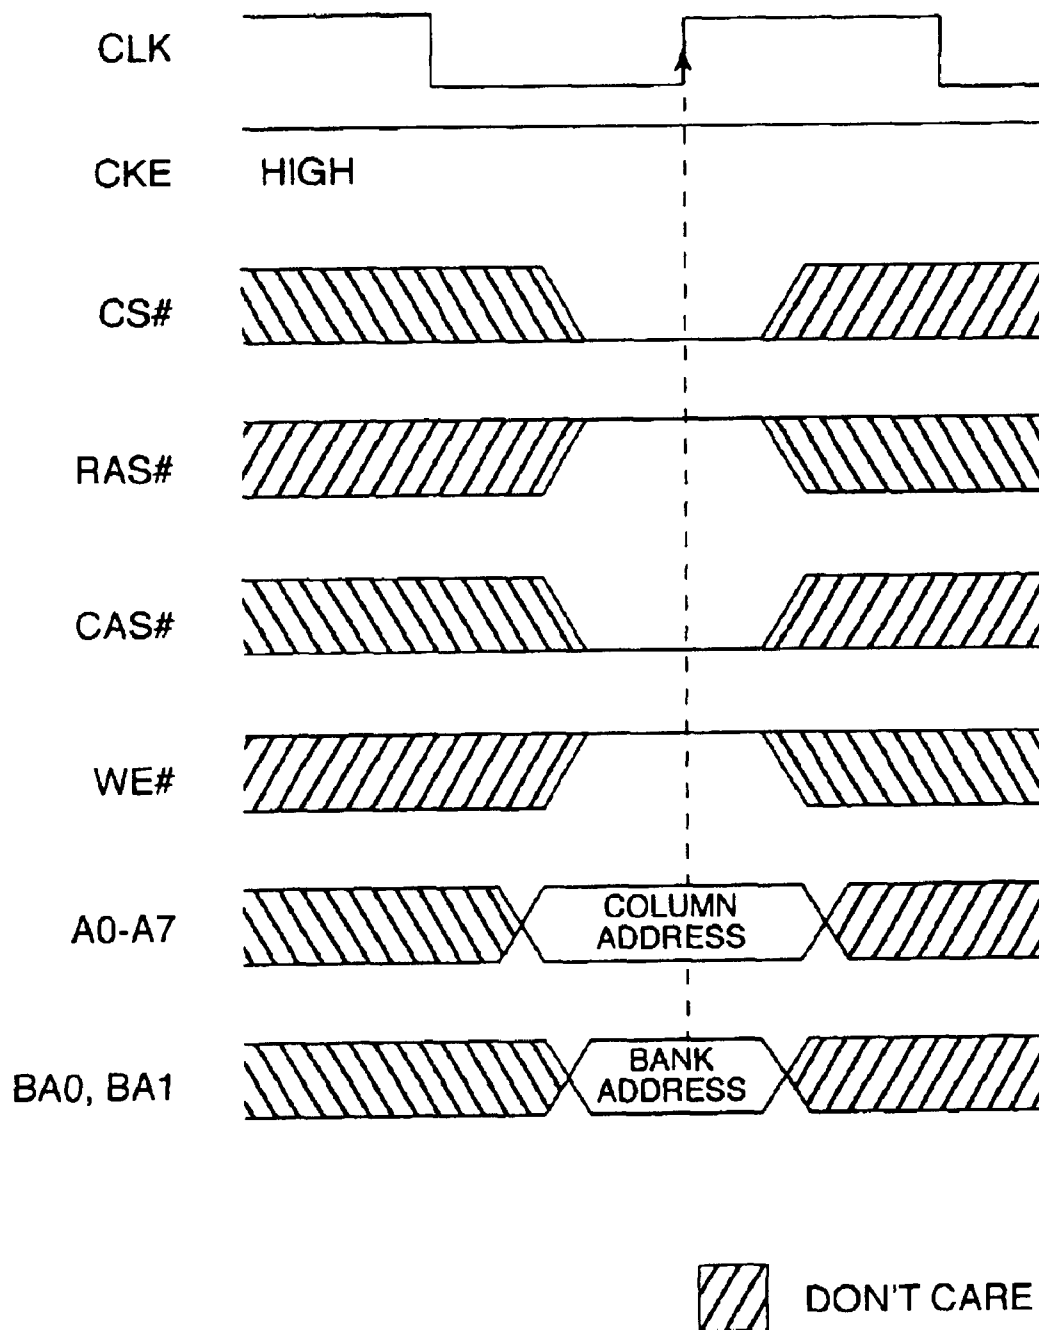 CLK
CKE HIGH
CS#
RAS#
CAS#
WE#
A0-A7 COLUMN ADDRESS
BA0, BA1 BANK ADDRESS
DON'T CARE